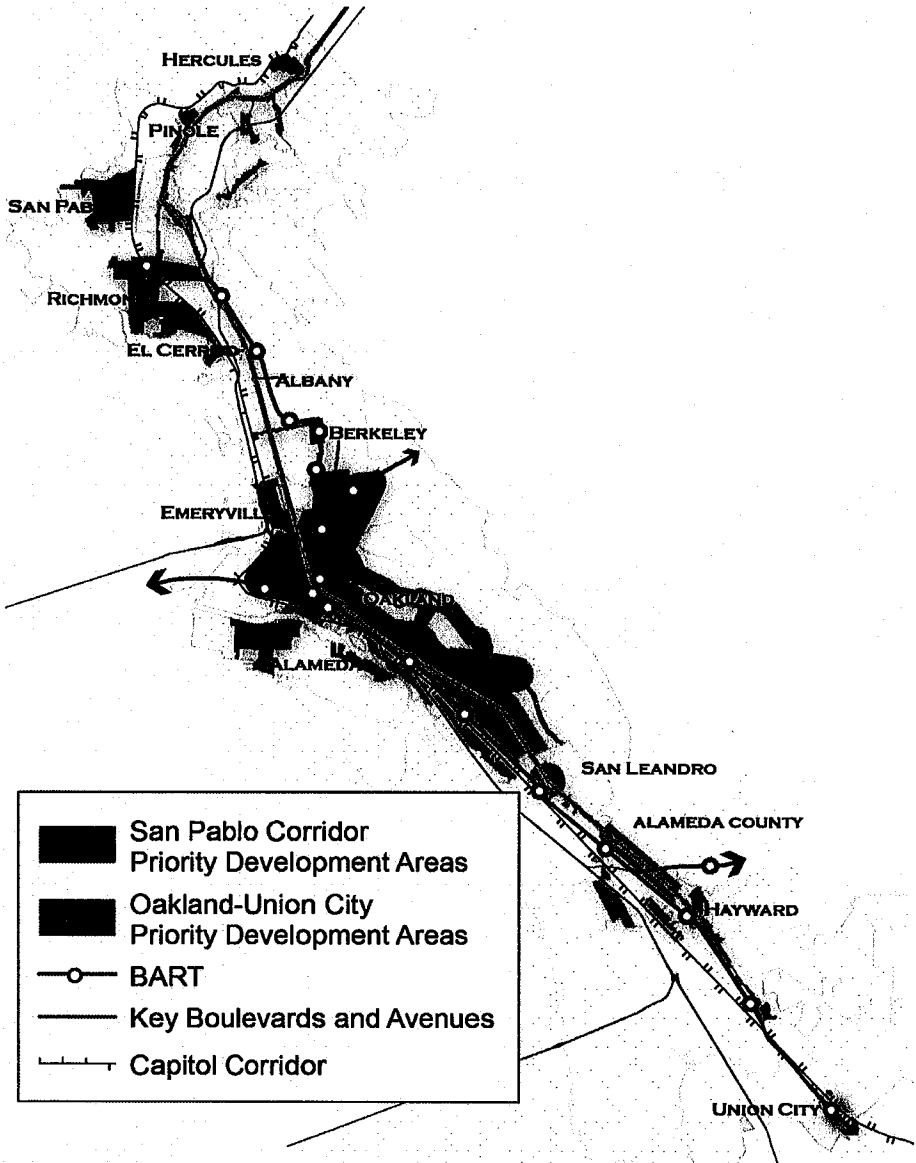 HERCULES
PINOLE
SAN PAB
RICHMON
EL CERR
ALBANY
BERKELEY
EMERYVILL
OAKLAND
ALAMEDA
SAN LEANDRO
ALAMEDA COUNTY
HAYWARD
UNION CITY
San Pablo Corridor
Priority Development Areas
Oakland-Union City
Priority Development Areas
BART
Key Boulevards and Avenues
Capitol Corridor